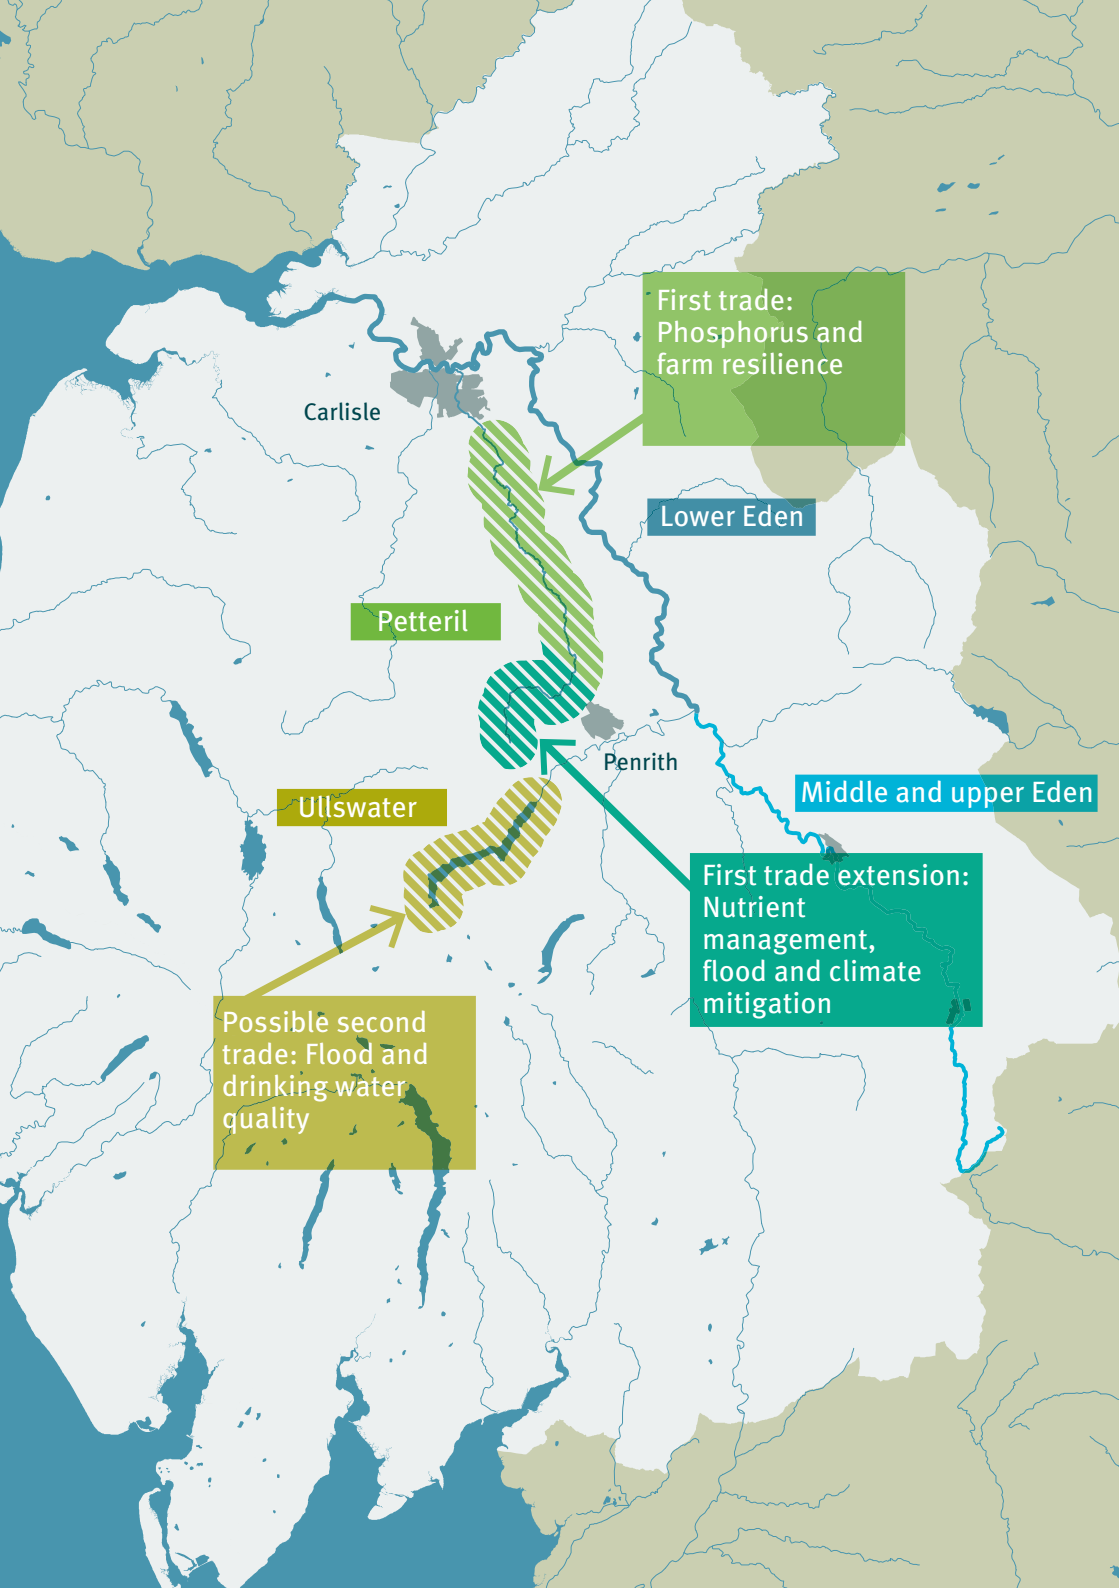 First trade:
Phosphorus and
farm resilience
Carlisle
Lower Eden
Petteril
Penrith
Middle and upper Eden
Ullswater
First trade extension:
Nutrient
management,
flood and climate
mitigation
Possible second
trade: Flood and
drinking water
quality